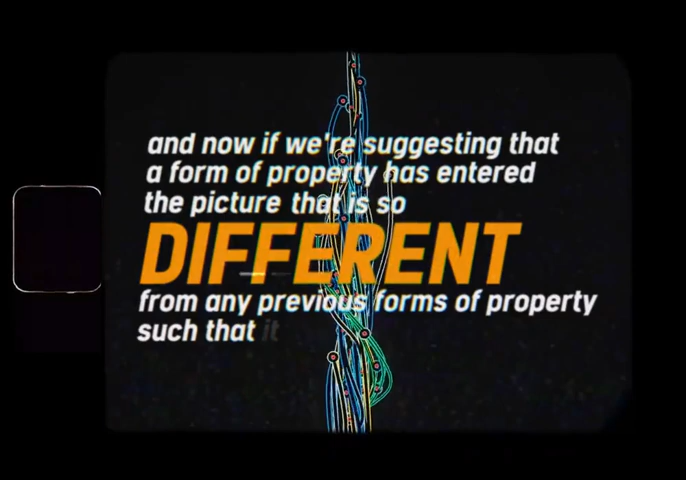 and now if we're suggesting that
a form of property has entered
the picture that is so
DIFFERENT
from any previous forms of property
such that it